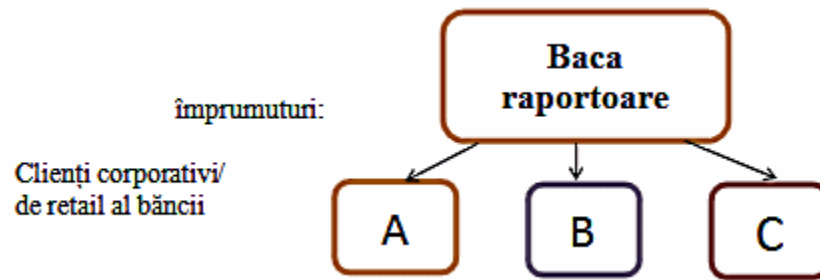 Baca
raportoare
împrumuturi:
Clienți corporativi/
de retail al băncii
A
B
C